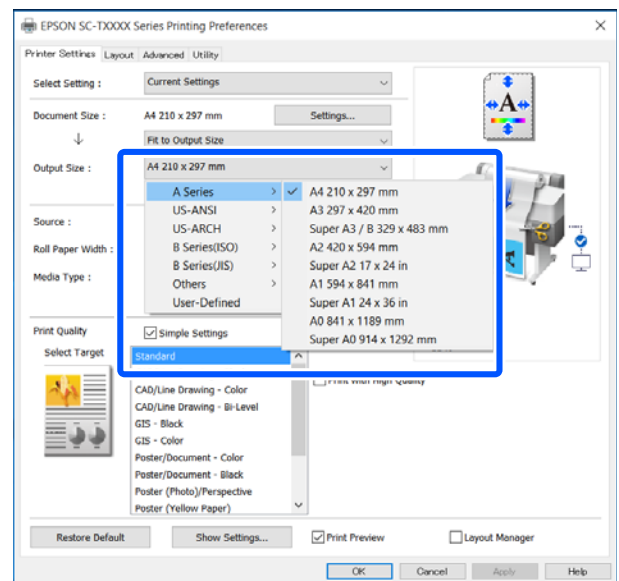 EPSON SC-TXXXX Series Printing Preferences
Printer Settings Layout Advanced Utility
Select Setting : Current Settings
Document Size : A4 210 x 297 mm Settings...
Fit to Output Size
Output Size : A4 210 x 297 mm
A Series A4 210 x 297 mm
US-ANSI A3 297 x 420 mm
US-ARCH Super A3 / B 329 x 483 mm
Source :
B Series(ISO) A2 420 x 594 mm
Roll Paper Width :
B Series(JIS) Super A2 17 x 24 in
Media Type :
Others A1 594 x 841 mm
User-Defined Super A1 24 x 36 in
A0 841 x 1189 mm
Print Quality Simple Settings
Super A0 914 x 1292 mm
Select Target Standard
Print with High Quality
CAD/Line Drawing - Color
CAD/Line Drawing - Bi-Level
GIS - Black
GIS - Color
Poster/Document - Color
Poster/Document - Black
Poster (Photo)/Perspective
Poster (Yellow Paper)
Restore Default Show Settings... Print Preview Layout Manager
OK Cancel Apply Help